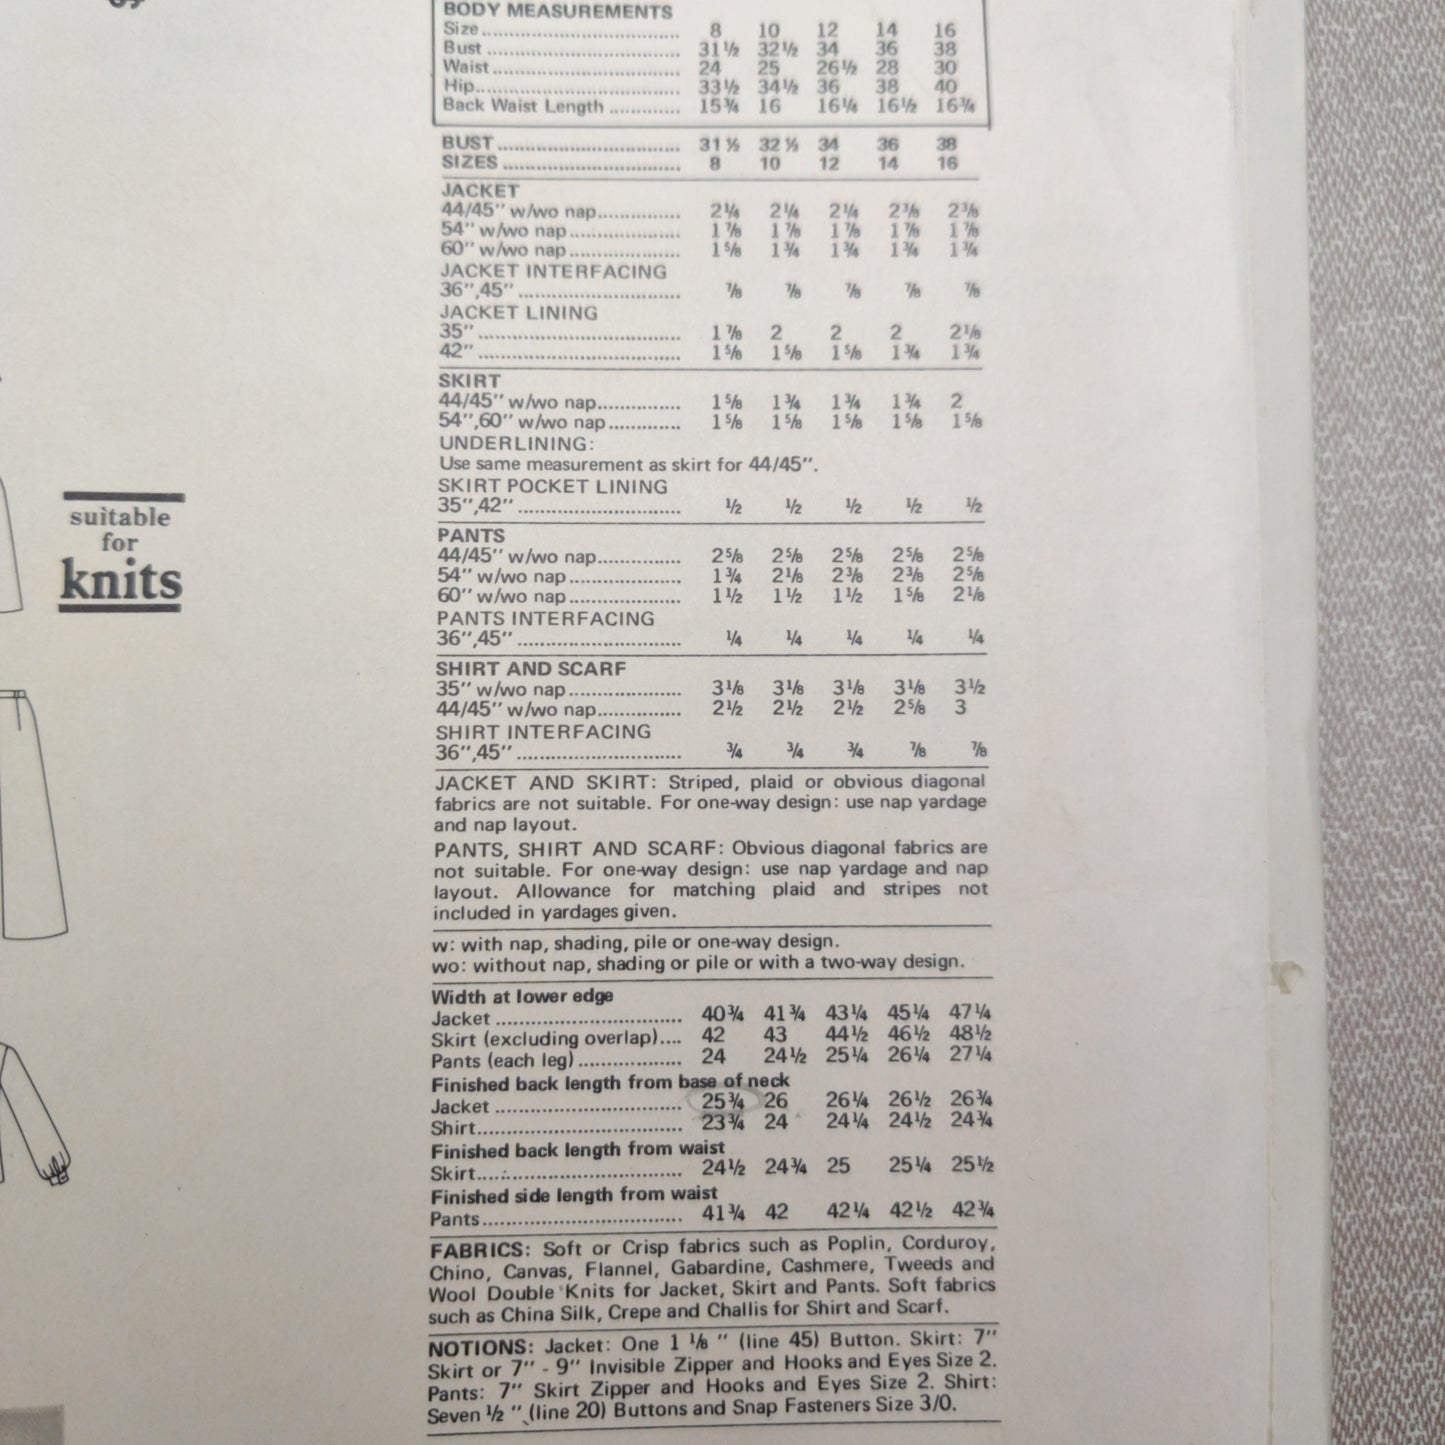 BODY MEASUREMENTS
Size 8 10 12 14 16
Bust 31½ 32½ 34 36 38
Waist 24 25 26½ 28 30
Hip 33½ 34½ 36 38 40
Back Waist Length 15¾ 16 16¼ 16½ 16¾
BUST 31½ 32½ 34 36 38
SIZES 8 10 12 14 16
JACKET
44/45" w/wo nap 2¼ 2¼ 2¼ 2⅜ 2⅜
54" w/wo nap 1⅞ 1⅞ 1⅞ 1⅞ 1⅞
60" w/wo nap 1⅝ 1¾ 1¾ 1¾ 1¾
JACKET INTERFACING
36",45" ⅞ ⅞ ⅞ ⅞ ⅞
JACKET LINING
35" 1⅞ 2 2 2 2⅛
42" 1⅝ 1⅝ 1⅝ 1¾ 1¾
SKIRT
44/45" w/wo nap 1⅝ 1¾ 1¾ 1¾ 2
54",60" w/wo nap 1⅝ 1⅝ 1⅝ 1⅝ 1⅝
UNDERLINING:
Use same measurement as skirt for 44/45".
SKIRT POCKET LINING
35",42" ½ ½ ½ ½ ½
suitable
for
knits
PANTS
44/45" w/wo nap 2⅝ 2⅝ 2⅝ 2⅝ 2⅝
54" w/wo nap 1¾ 2⅛ 2⅜ 2⅜ 2⅝
60" w/wo nap 1½ 1½ 1½ 1⅝ 2⅛
PANTS INTERFACING
36",45" ¼ ¼ ¼ ¼ ¼
SHIRT AND SCARF
35" w/wo nap 3⅛ 3⅛ 3⅛ 3⅛ 3½
44/45" w/wo nap 2½ 2½ 2½ 2⅝ 3
SHIRT INTERFACING
36",45" ¾ ¾ ¾ ⅞ ⅞
JACKET AND SKIRT: Striped, plaid or obvious diagonal
fabrics are not suitable. For one-way design: use nap yardage
and nap layout.
PANTS, SHIRT AND SCARF: Obvious diagonal fabrics are
not suitable. For one-way design: use nap yardage and nap
layout. Allowance for matching plaid and stripes not
included in yardages given.
w: with nap, shading, pile or one-way design.
wo: without nap, shading or pile or with a two-way design.
Width at lower edge
Jacket 40¾ 41¾ 43¼ 45¼ 47¼
Skirt (excluding overlap) 42 43 44½ 46½ 48½
Pants (each leg) 24 24½ 25¼ 26¼ 27¼
Finished back length from base of neck
Jacket 25¾ 26 26¼ 26½ 26¾
Shirt 23¾ 24 24¼ 24½ 24¾
Finished back length from waist
Skirt 24½ 24¾ 25 25¼ 25½
Finished side length from waist
Pants 41¾ 42 42¼ 42½ 42¾
FABRICS: Soft or Crisp fabrics such as Poplin, Corduroy,
Chino, Canvas, Flannel, Gabardine, Cashmere, Tweeds and
Wool Double Knits for Jacket, Skirt and Pants. Soft fabrics
such as China Silk, Crepe and Challis for Shirt and Scarf.
NOTIONS: Jacket: One 1 ⅛ " (line 45) Button. Skirt: 7"
Skirt or 7" - 9" Invisible Zipper and Hooks and Eyes Size 2.
Pants: 7" Skirt Zipper and Hooks and Eyes Size 2. Shirt:
Seven ½ " (line 20) Buttons and Snap Fasteners Size 3/0.